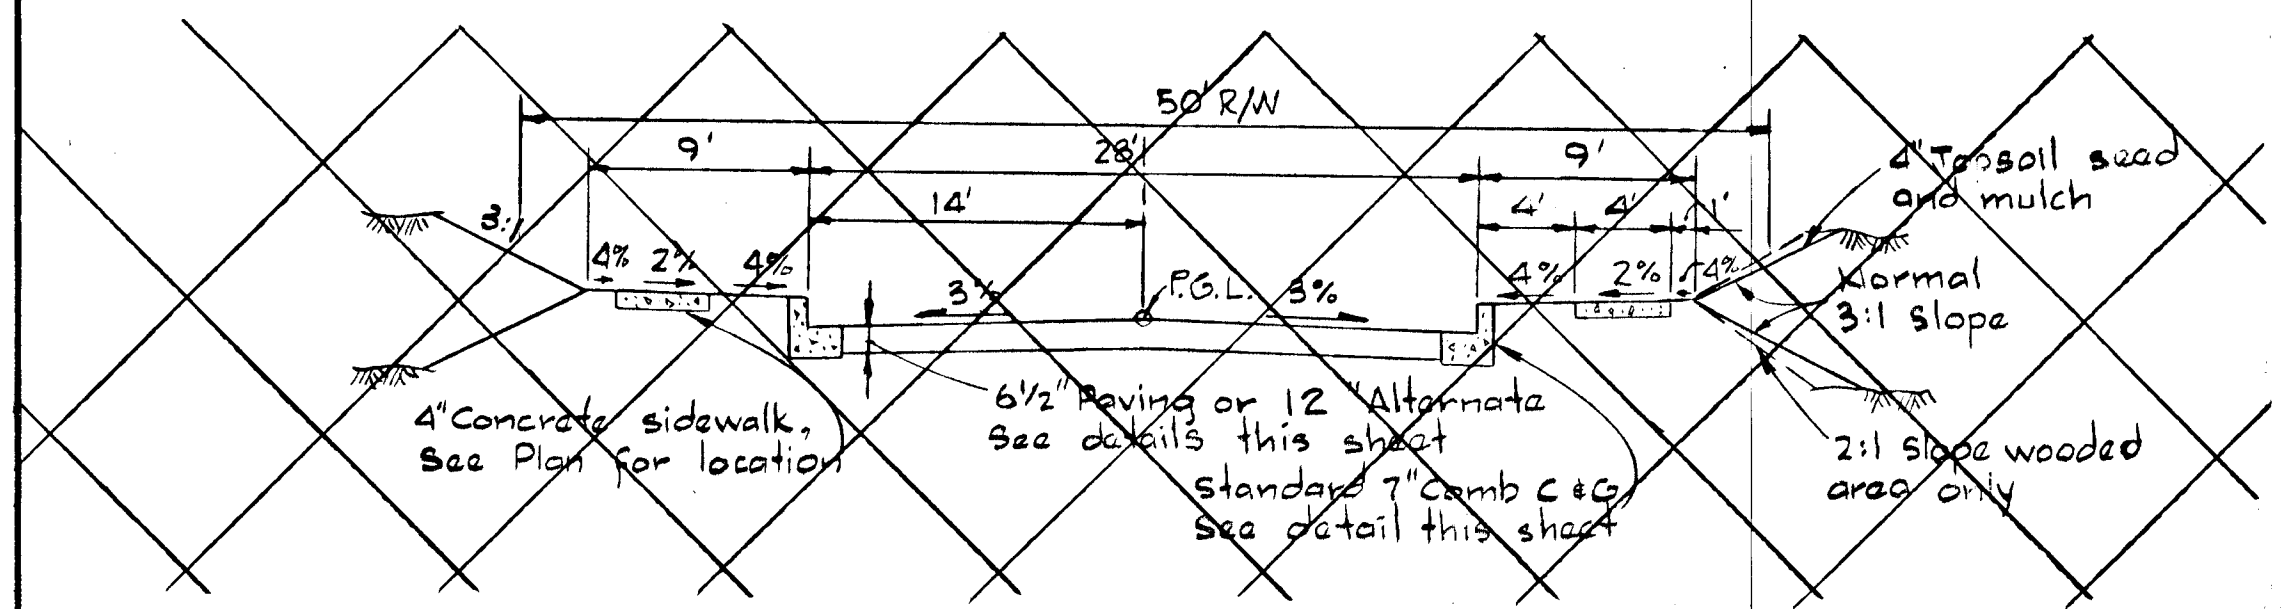 50' R/W
9'
28'
9'
14'
4'
4'
1'
3:1
4%
2%
4%
3%
P.G.L.
3%
4%
2%
4%
4" Topsoil seed
and mulch
Normal
3:1 slope
4" Concrete sidewalk,
See Plan for location
6 1/2" Paving or 12" Alternate
See details this sheet
Standard 7" Comb C & G
See detail this sheet
2:1 slope wooded
area only